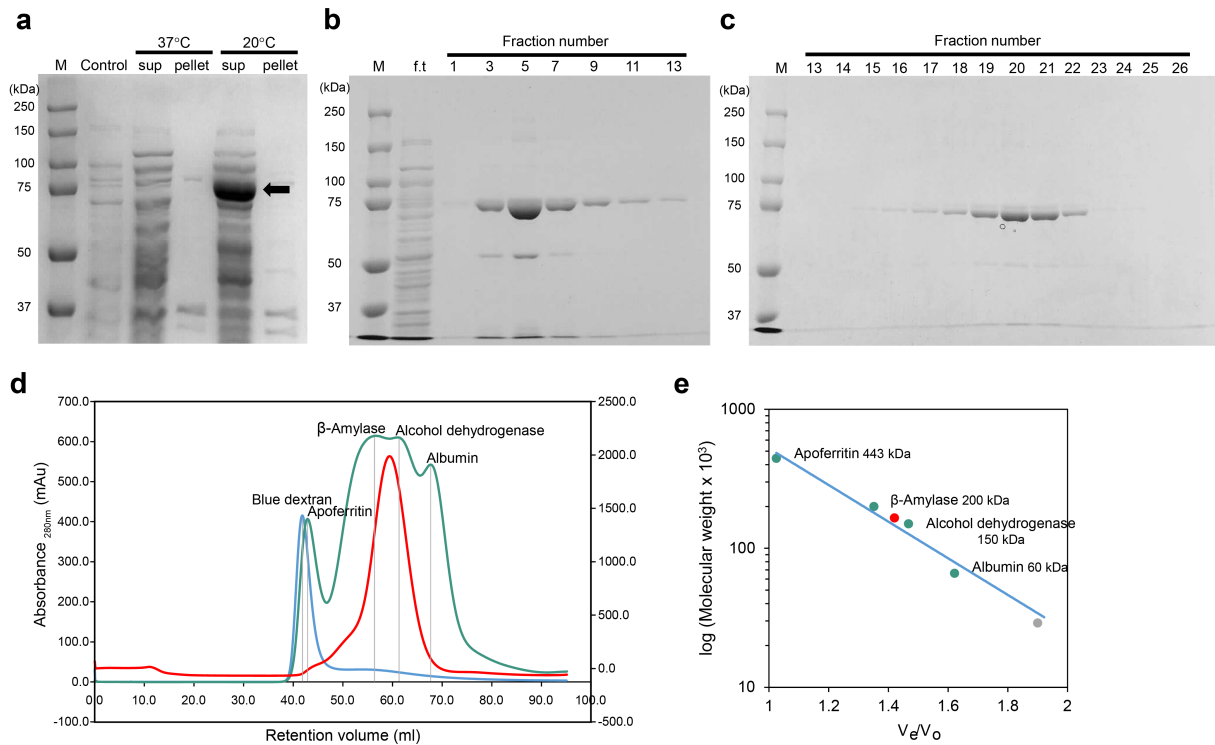 a
37°C 20°C
M Control sup pellet sup pellet
(kDa)
250
150
100
75
50
37
b
Fraction number
M f.t 1 3 5 7 9 11 13
(kDa)
250
150
100
75
50
37
c
Fraction number
M 13 14 15 16 17 18 19 20 21 22 23 24 25 26
(kDa)
250
150
100
75
50
37
d
700.0
600.0
500.0
400.0
300.0
200.0
100.0
0.0
-100.0
Absorbance 280nm (mAu)
2500.0
2000.0
1500.0
1000.0
500.0
0.0
-500.0
β-Amylase
Alcohol dehydrogenase
Albumin
Blue dextran
Apoferritin
0.0 10.0 20.0 30.0 40.0 50.0 60.0 70.0 80.0 90.0 100.0
Retention volume (ml)
e
1000
100
10
log (Molecular weight x 10³)
Apoferritin 443 kDa
β-Amylase 200 kDa
Alcohol dehydrogenase
150 kDa
Albumin 60 kDa
1 1.2 1.4 1.6 1.8 2
Ve/Vo